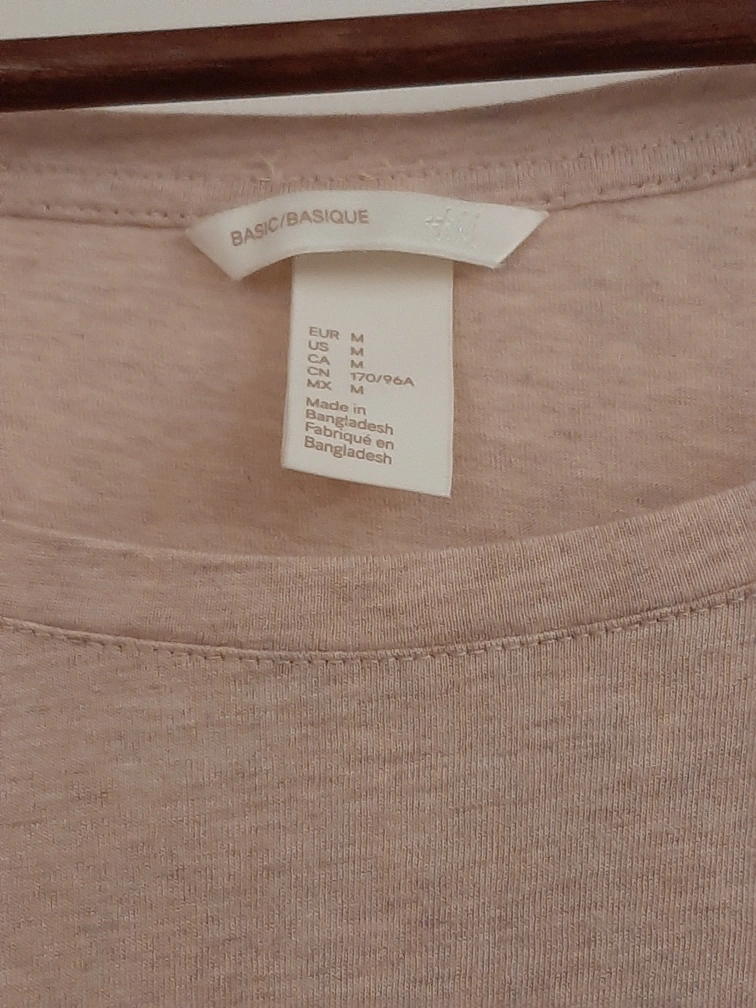 BASIC/BASIQUE H&M
EUR M
US M
CA M
CN 170/96A
MX M
Made in
Bangladesh
Fabriqué en
Bangladesh